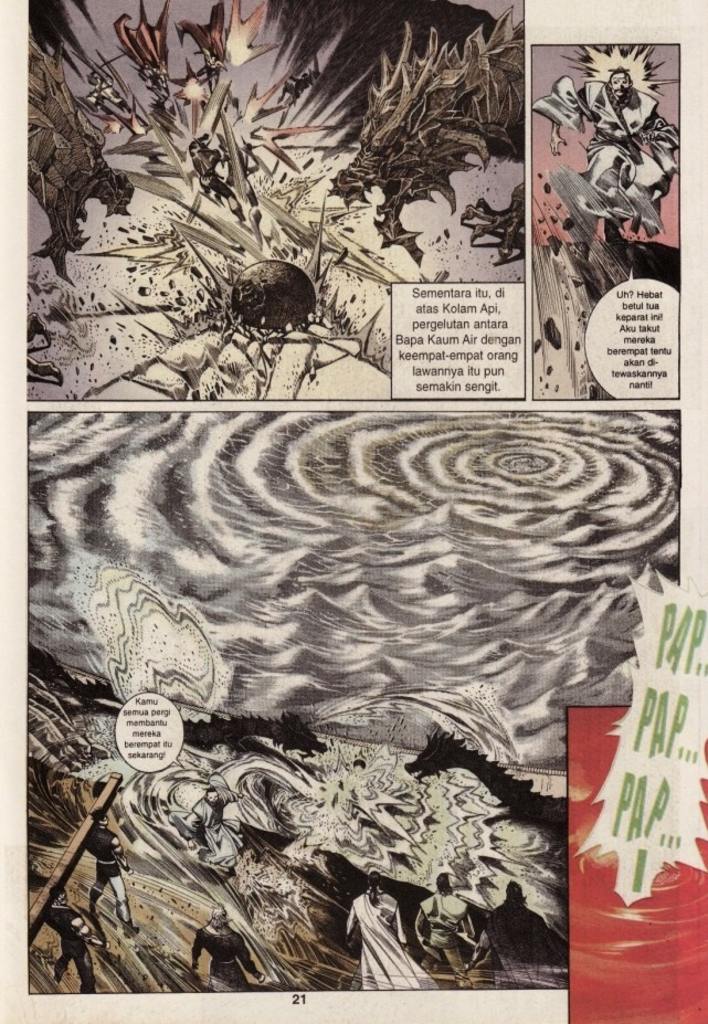 Sementara itu, di
atas Kolam Api,
pergelutan antara
Bapa Kaum Air dengan
keempat-empat orang
lawannya itu pun
semakin sengit.
Uh? Hebat
betul tua
keparat ini!
Aku takut
mereka
berempat tentu
akan di-
tewaskannya
nanti!
Kamu
semua pergi
membantu
mereka
berempat itu
sekarang!
PAP...
PAP...
PAP...
!
21